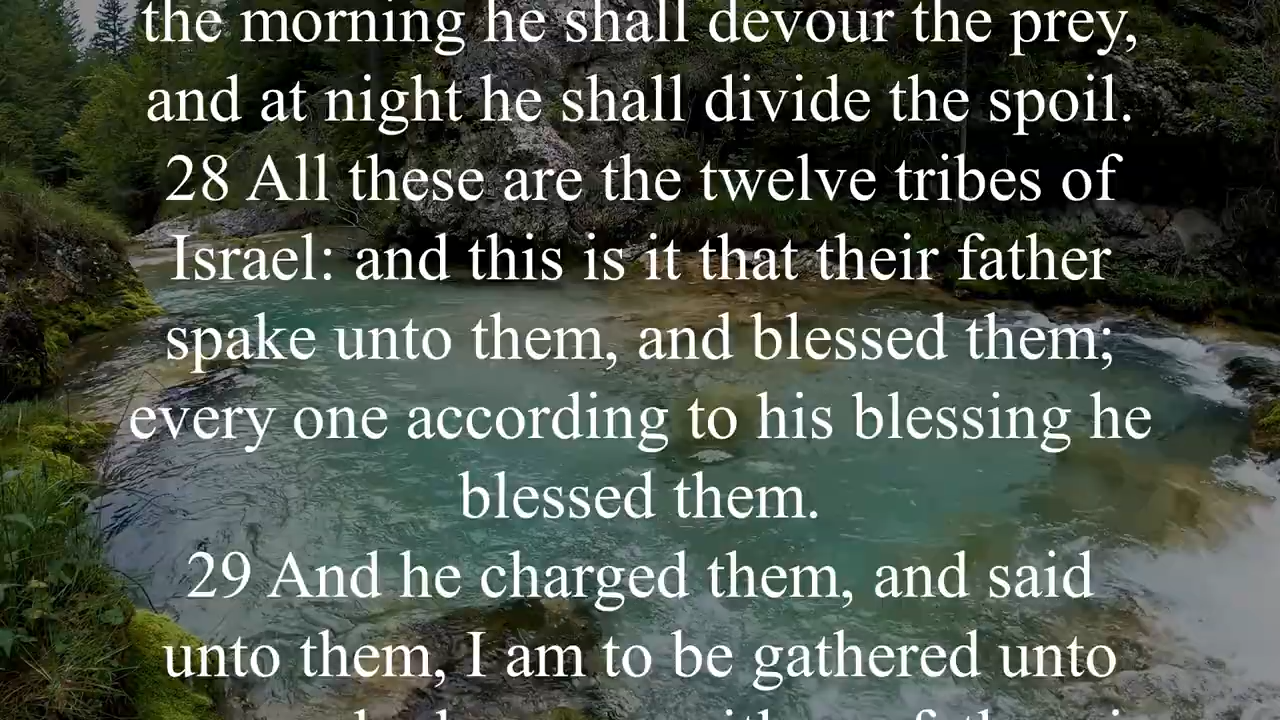 the morning he shall devour the prey,
and at night he shall divide the spoil.
28 All these are the twelve tribes of
Israel: and this is it that their father
spake unto them, and blessed them;
every one according to his blessing he
blessed them.
29 And he charged them, and said
unto them, I am to be gathered unto